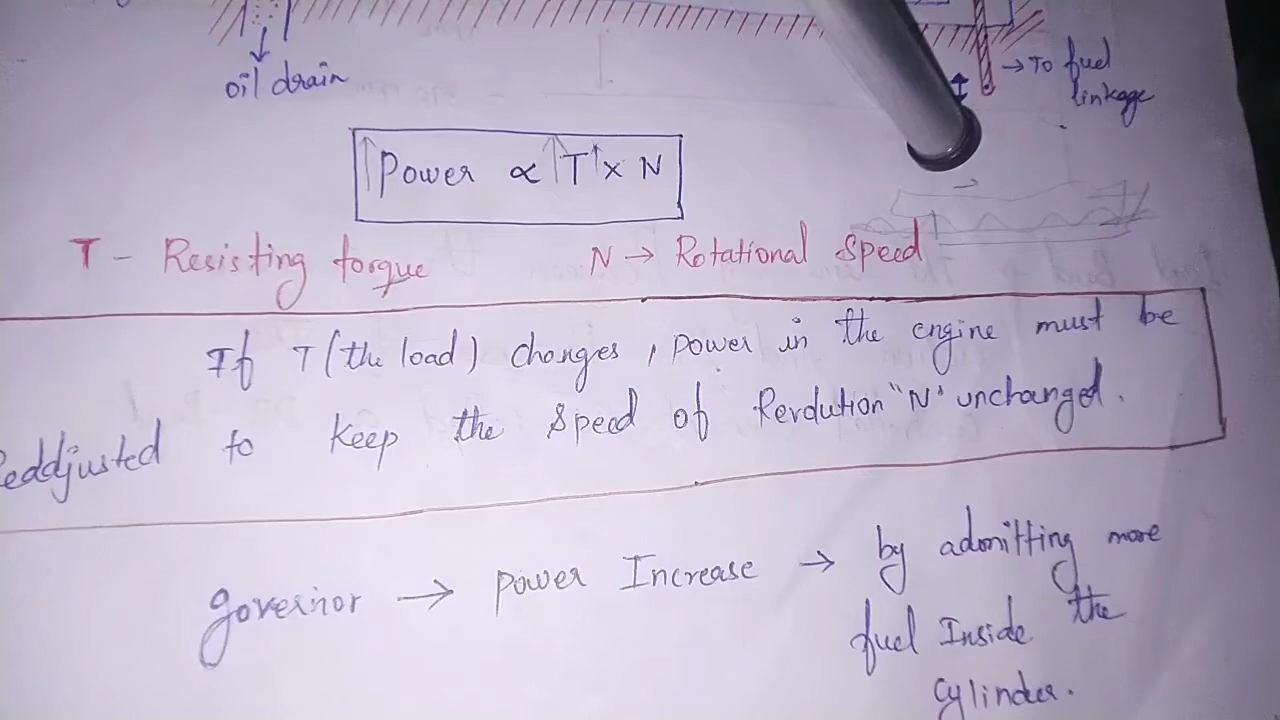 oil drain
→ To fuel
linkage
Power ∝ T × N
T - Resisting torque N → Rotational Speed
If T (the load) changes, power in the engine must be
Readjusted to keep the speed of Revolution "N" unchanged.
governor → power Increase → by admitting more
fuel Inside the
cylinder.